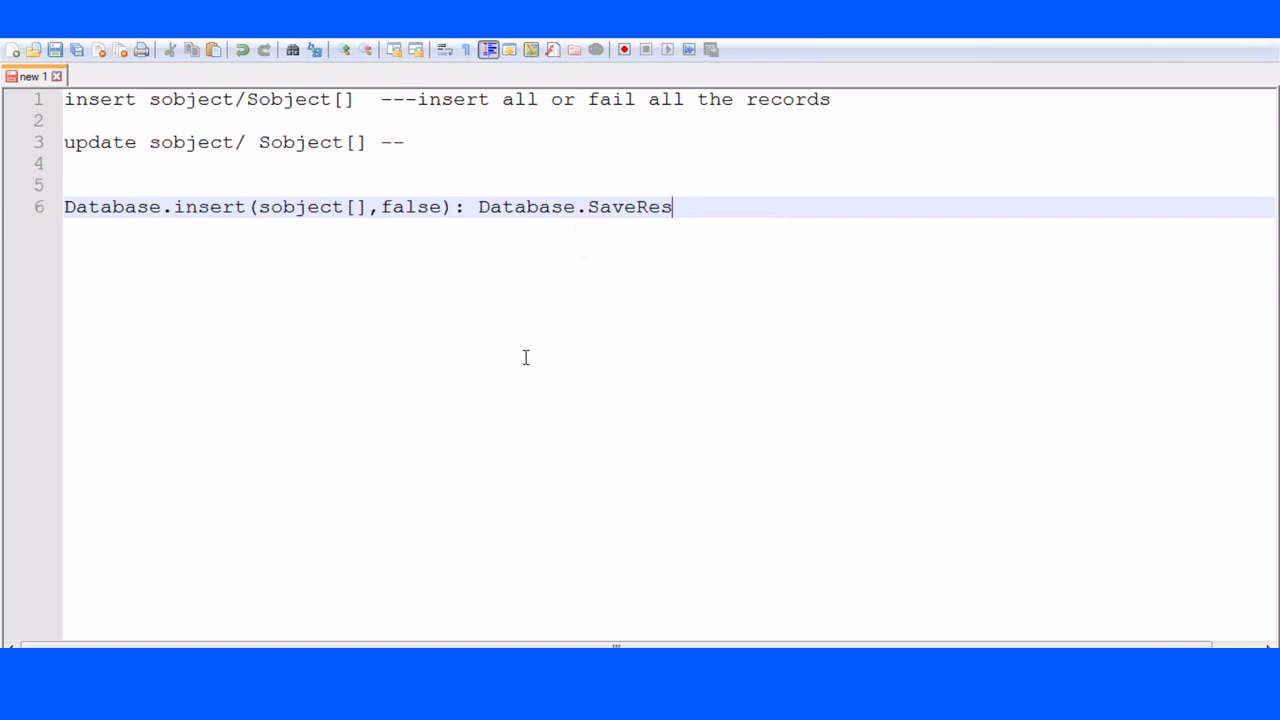 new 1
1 insert sobject/Sobject[]  ---insert all or fail all the records
2
3 update sobject/ Sobject[] --
4
5
6 Database.insert(sobject[],false): Database.SaveRes